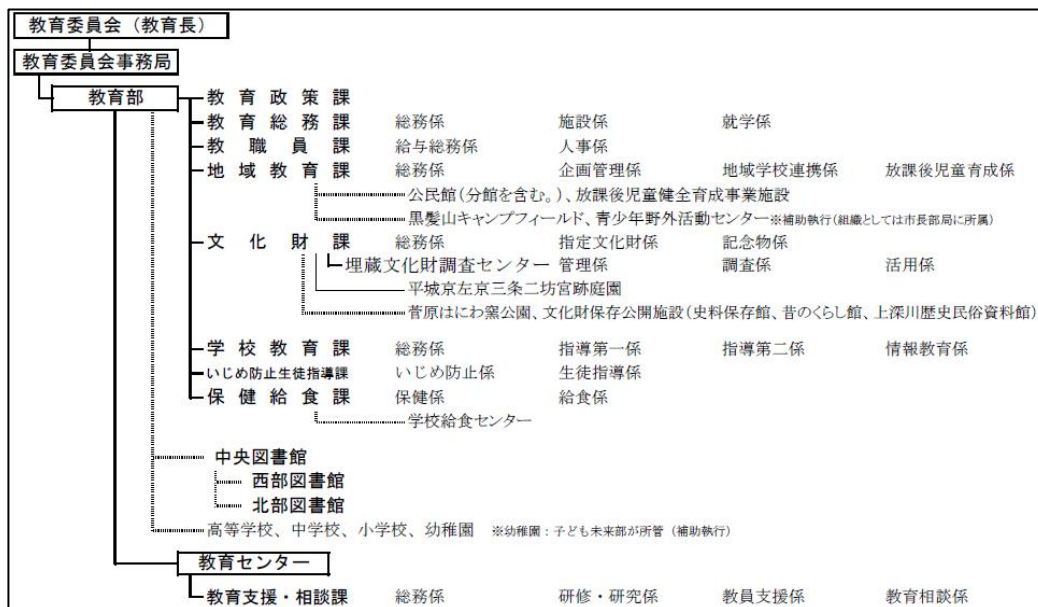 教育委員会（教育長）
教育委員会事務局
教育部
教育政策課
教育総務課 総務係 施設係 就学係
教職員課 給与総務係 人事係
地域教育課 総務係 企画管理係 地域学校連携係 放課後児童育成係
公民館（分館を含む。）、放課後児童健全育成事業施設
黒髪山キャンプフィールド、青少年野外活動センター※補助執行（組織としては市長部局に所属）
文化財課 総務係 指定文化財係 記念物係
埋蔵文化財調査センター 管理係 調査係 活用係
平城京左京三条二坊宮跡庭園
菅原はにわ窯公園、文化財保存公開施設（史料保存館、昔のくらし館、上深川歴史民俗資料館）
学校教育課 総務係 指導第一係 指導第二係 情報教育係
いじめ防止生徒指導課 いじめ防止係 生徒指導係
保健給食課 保健係 給食係
学校給食センター
中央図書館
西部図書館
北部図書館
高等学校、中学校、小学校、幼稚園 ※幼稚園：子ども未来部が所管（補助執行）
教育センター
教育支援・相談課 総務係 研修・研究係 教員支援係 教育相談係